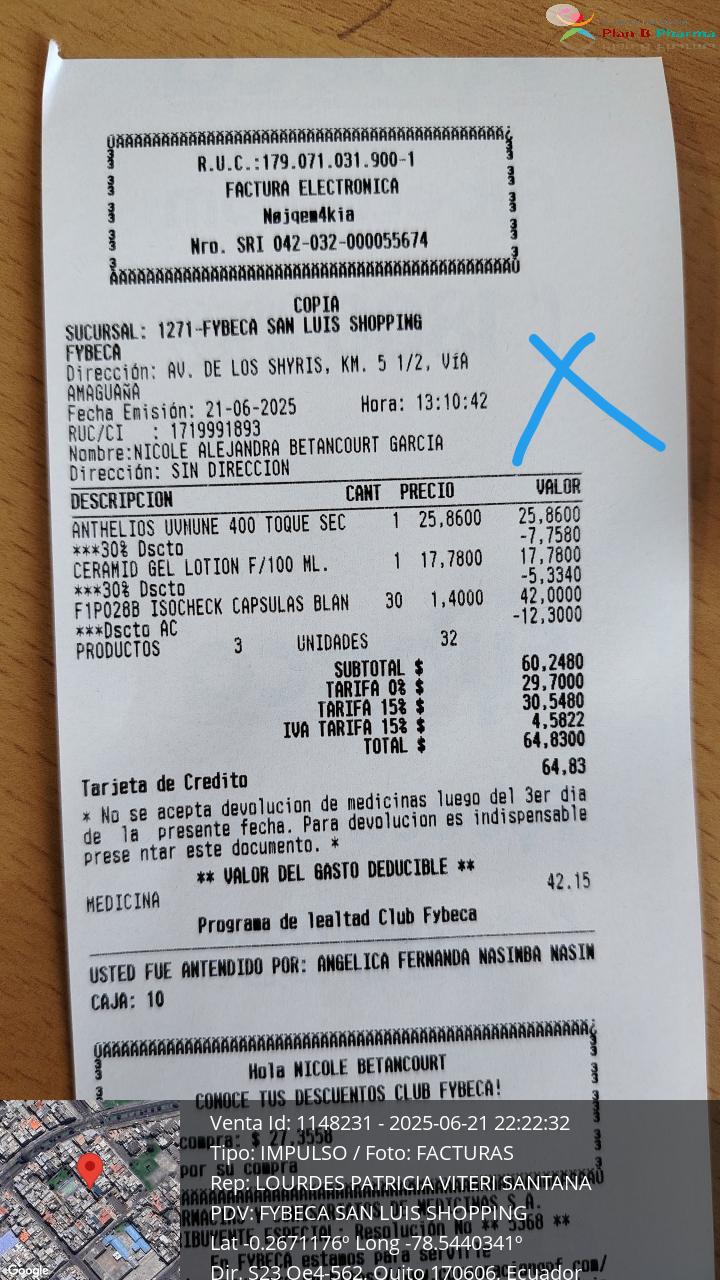 Plan B Pharma
R.U.C.:179.071.031.900-1
FACTURA ELECTRONICA
Nøjqem4kia
Nro. SRI 042-032-000055674
COPIA
SUCURSAL: 1271-FYBECA SAN LUIS SHOPPING
FYBECA
Dirección: AV. DE LOS SHYRIS, KM. 5 1/2, VíA
AMAGUAñA
Fecha Emisión: 21-06-2025 Hora: 13:10:42
RUC/CI : 1719991893
Nombre:NICOLE ALEJANDRA BETANCOURT GARCIA
Dirección: SIN DIRECCION
DESCRIPCION CANT PRECIO VALOR
ANTHELIOS UVMUNE 400 TOQUE SEC 1 25,8600 25,8600
***30% Dscto -7,7580
CERAMID GEL LOTION F/100 ML. 1 17,7800 17,7800
***30% Dscto -5,3340
F1P028B ISOCHECK CAPSULAS BLAN 30 1,4000 42,0000
***Dscto AC -12,3000
PRODUCTOS 3 UNIDADES 32
SUBTOTAL $ 60,2480
TARIFA 0% $ 29,7000
TARIFA 15% $ 30,5480
IVA TARIFA 15% $ 4,5822
TOTAL $ 64,8300
Tarjeta de Credito 64,83
* No se acepta devolucion de medicinas luego del 3er dia
de la presente fecha. Para devolucion es indispensable
prese ntar este documento. *
** VALOR DEL GASTO DEDUCIBLE **
MEDICINA 42.15
Programa de lealtad Club Fybeca
USTED FUE ANTENDIDO POR: ANGELICA FERNANDA NASIMBA NASIM
CAJA: 10
Hola NICOLE BETANCOURT
CONOCE TUS DESCUENTOS CLUB FYBECA!
compra: $ 27,3558
por su compra
Venta Id: 1148231 - 2025-06-21 22:22:32
Tipo: IMPULSO / Foto: FACTURAS
Rep: LOURDES PATRICIA VITERI SANTANA
PDV: FYBECA SAN LUIS SHOPPING
Lat -0.2671176º Long -78.5440341º
Dir. S23 Oe4-562, Quito 170606, Ecuador
Google